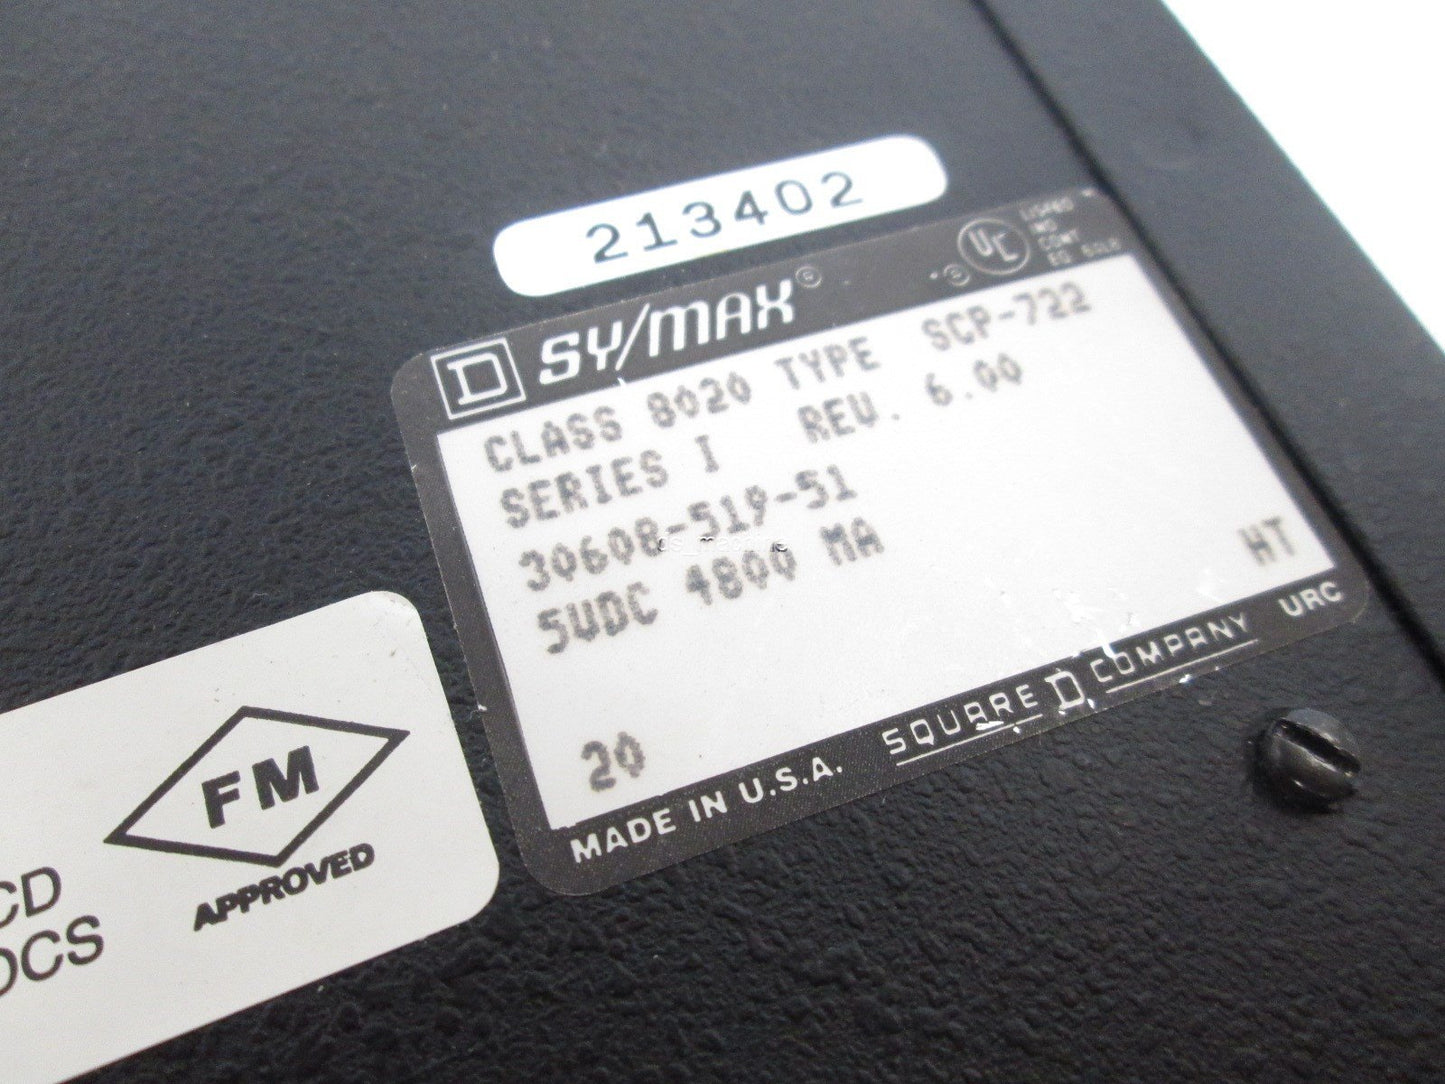 213402
D SY/MAX®
UL
CLASS 8020 TYPE SCP-722
SERIES I REV. 6.00
30608-519-51
5VDC 4800 MA
HT
20
MADE IN U.S.A. SQUARE D COMPANY URC
FM
APPROVED
CD
OCS